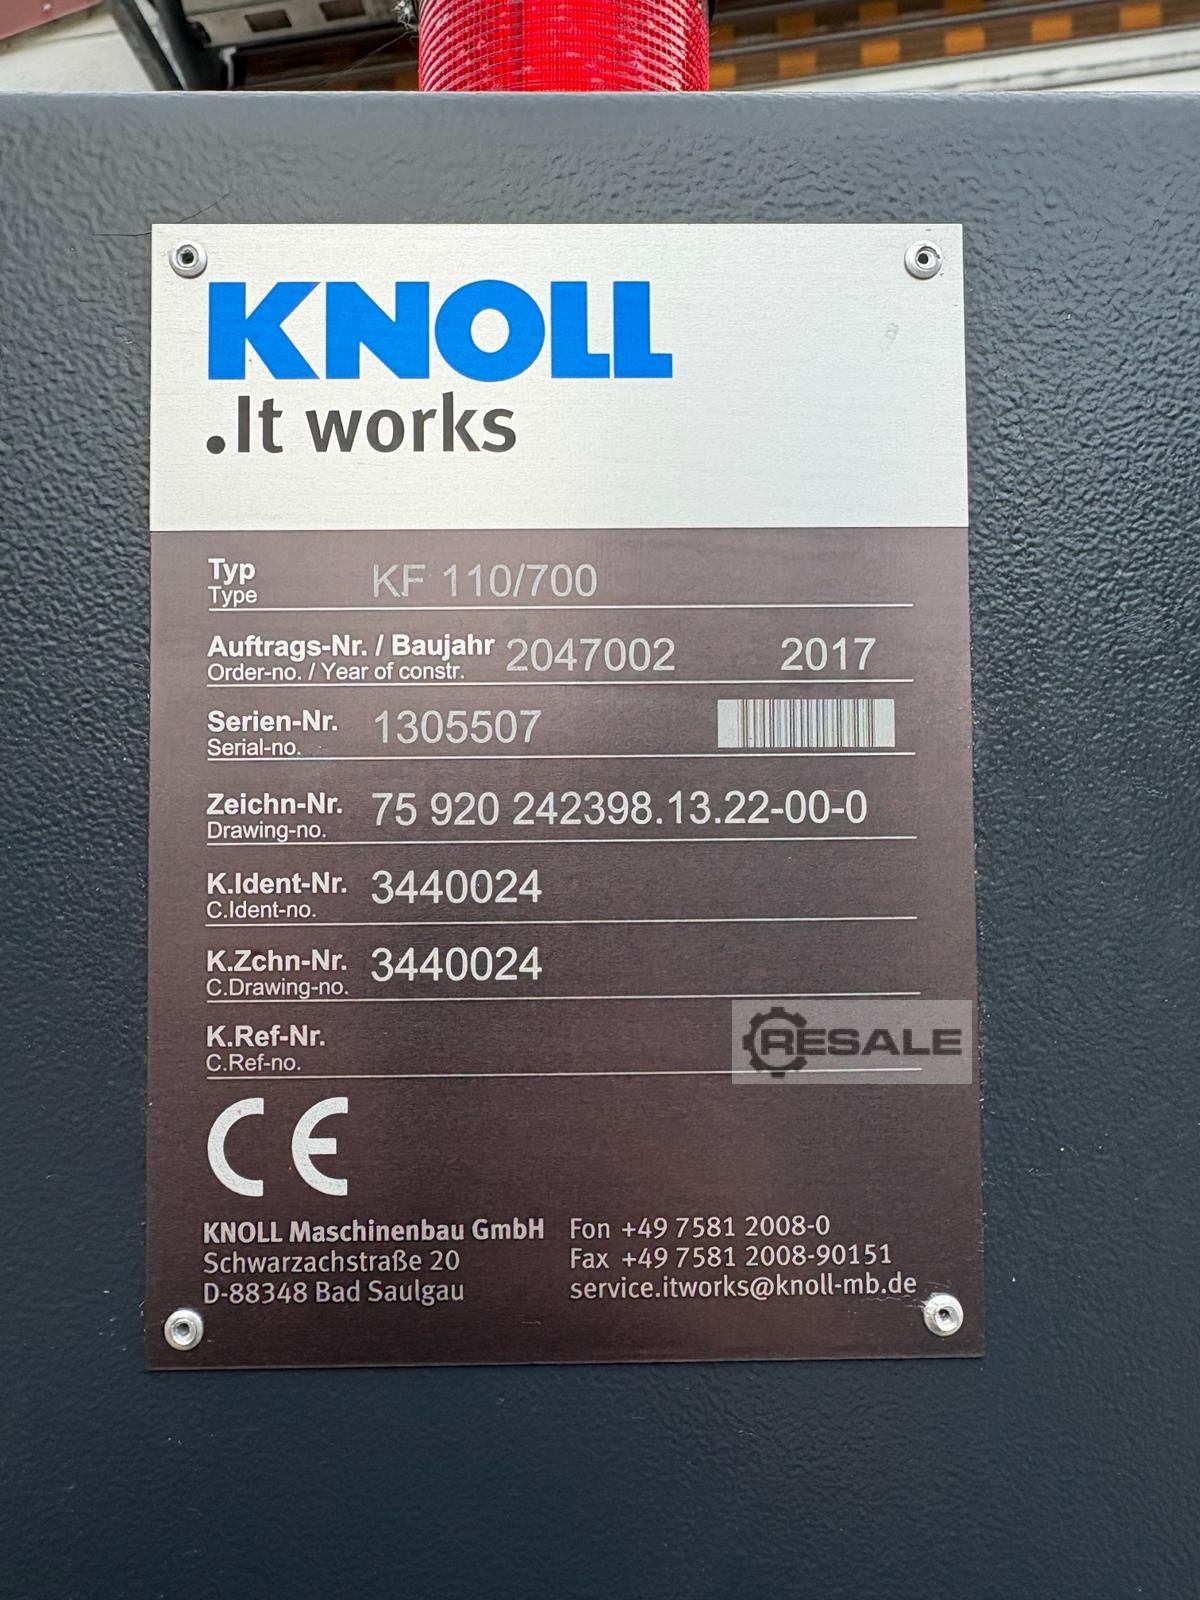 KNOLL
.It works
Typ KF 110/700
Type
Auftrags-Nr. / Baujahr 2047002 2017
Order-no. / Year of constr.
Serien-Nr. 1305507
Serial-no.
Zeichn-Nr. 75 920 242398.13.22-00-0
Drawing-no.
K.Ident-Nr. 3440024
C.Ident-no.
K.Zchn-Nr. 3440024
C.Drawing-no.
K.Ref-Nr.
C.Ref-no.
RESALE
CE
KNOLL Maschinenbau GmbH Fon +49 7581 2008-0
Schwarzachstraße 20 Fax +49 7581 2008-90151
D-88348 Bad Saulgau service.itworks@knoll-mb.de